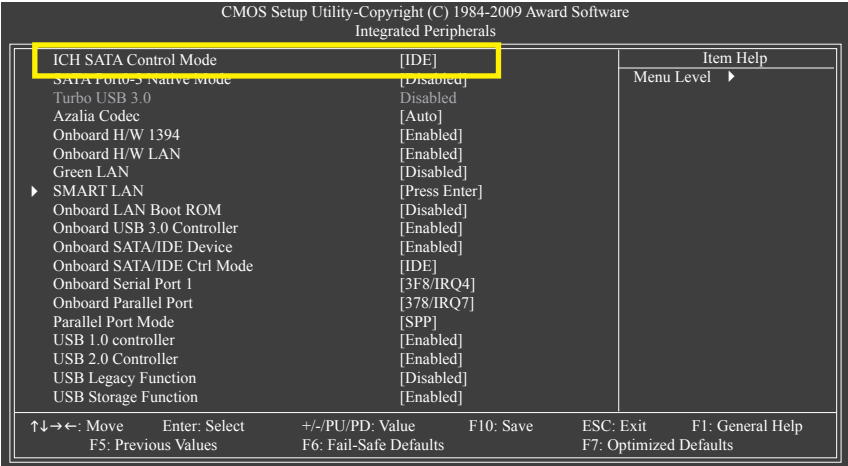 CMOS Setup Utility-Copyright (C) 1984-2009 Award Software
Integrated Peripherals
ICH SATA Control Mode [IDE] Item Help
SATA Port0-3 Native Mode [Disabled] Menu Level ▶
Turbo USB 3.0 Disabled
Azalia Codec [Auto]
Onboard H/W 1394 [Enabled]
Onboard H/W LAN [Enabled]
Green LAN [Disabled]
▶ SMART LAN [Press Enter]
Onboard LAN Boot ROM [Disabled]
Onboard USB 3.0 Controller [Enabled]
Onboard SATA/IDE Device [Enabled]
Onboard SATA/IDE Ctrl Mode [IDE]
Onboard Serial Port 1 [3F8/IRQ4]
Onboard Parallel Port [378/IRQ7]
Parallel Port Mode [SPP]
USB 1.0 controller [Enabled]
USB 2.0 Controller [Enabled]
USB Legacy Function [Disabled]
USB Storage Function [Enabled]
↑↓→←: Move Enter: Select +/-/PU/PD: Value F10: Save ESC: Exit F1: General Help
F5: Previous Values F6: Fail-Safe Defaults F7: Optimized Defaults